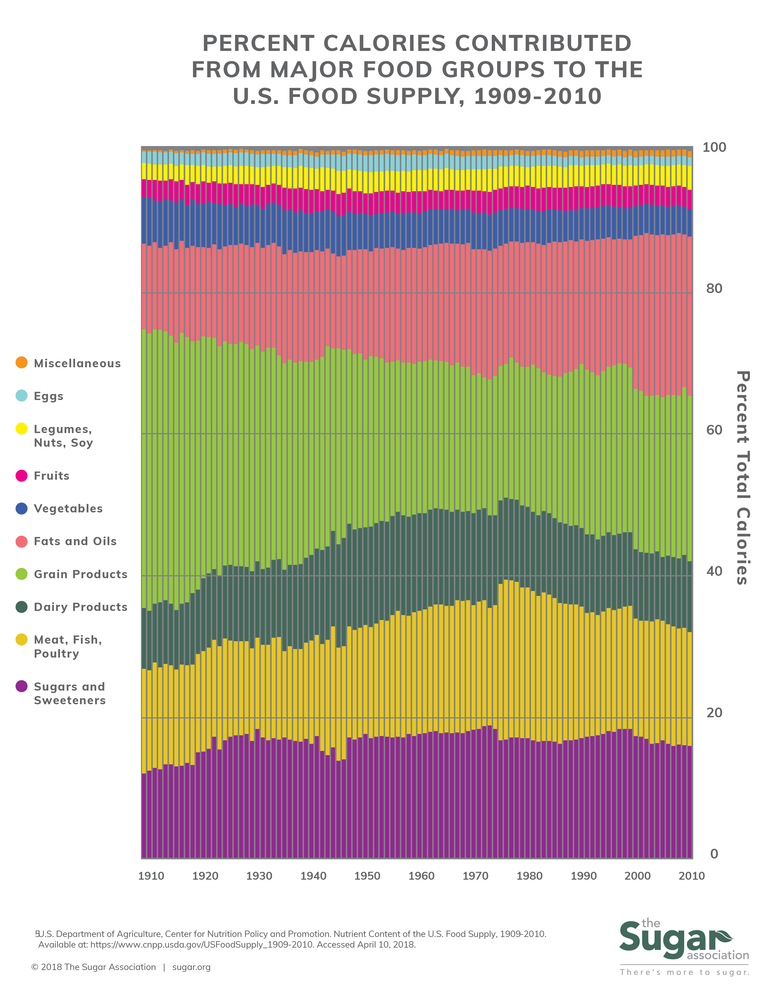 PERCENT CALORIES CONTRIBUTED
FROM MAJOR FOOD GROUPS TO THE
U.S. FOOD SUPPLY, 1909-2010
Miscellaneous
Eggs
Legumes,
Nuts, Soy
Fruits
Vegetables
Fats and Oils
Grain Products
Dairy Products
Meat, Fish,
Poultry
Sugars and
Sweeteners
100
80
60
40
20
0
Percent Total Calories
1910 1920 1930 1940 1950 1960 1970 1980 1990 2000 2010
5U.S. Department of Agriculture, Center for Nutrition Policy and Promotion. Nutrient Content of the U.S. Food Supply, 1909-2010.
Available at: https://www.cnpp.usda.gov/USFoodSupply_1909-2010. Accessed April 10, 2018.
© 2018 The Sugar Association | sugar.org
the
Sugar
association
There's more to sugar.